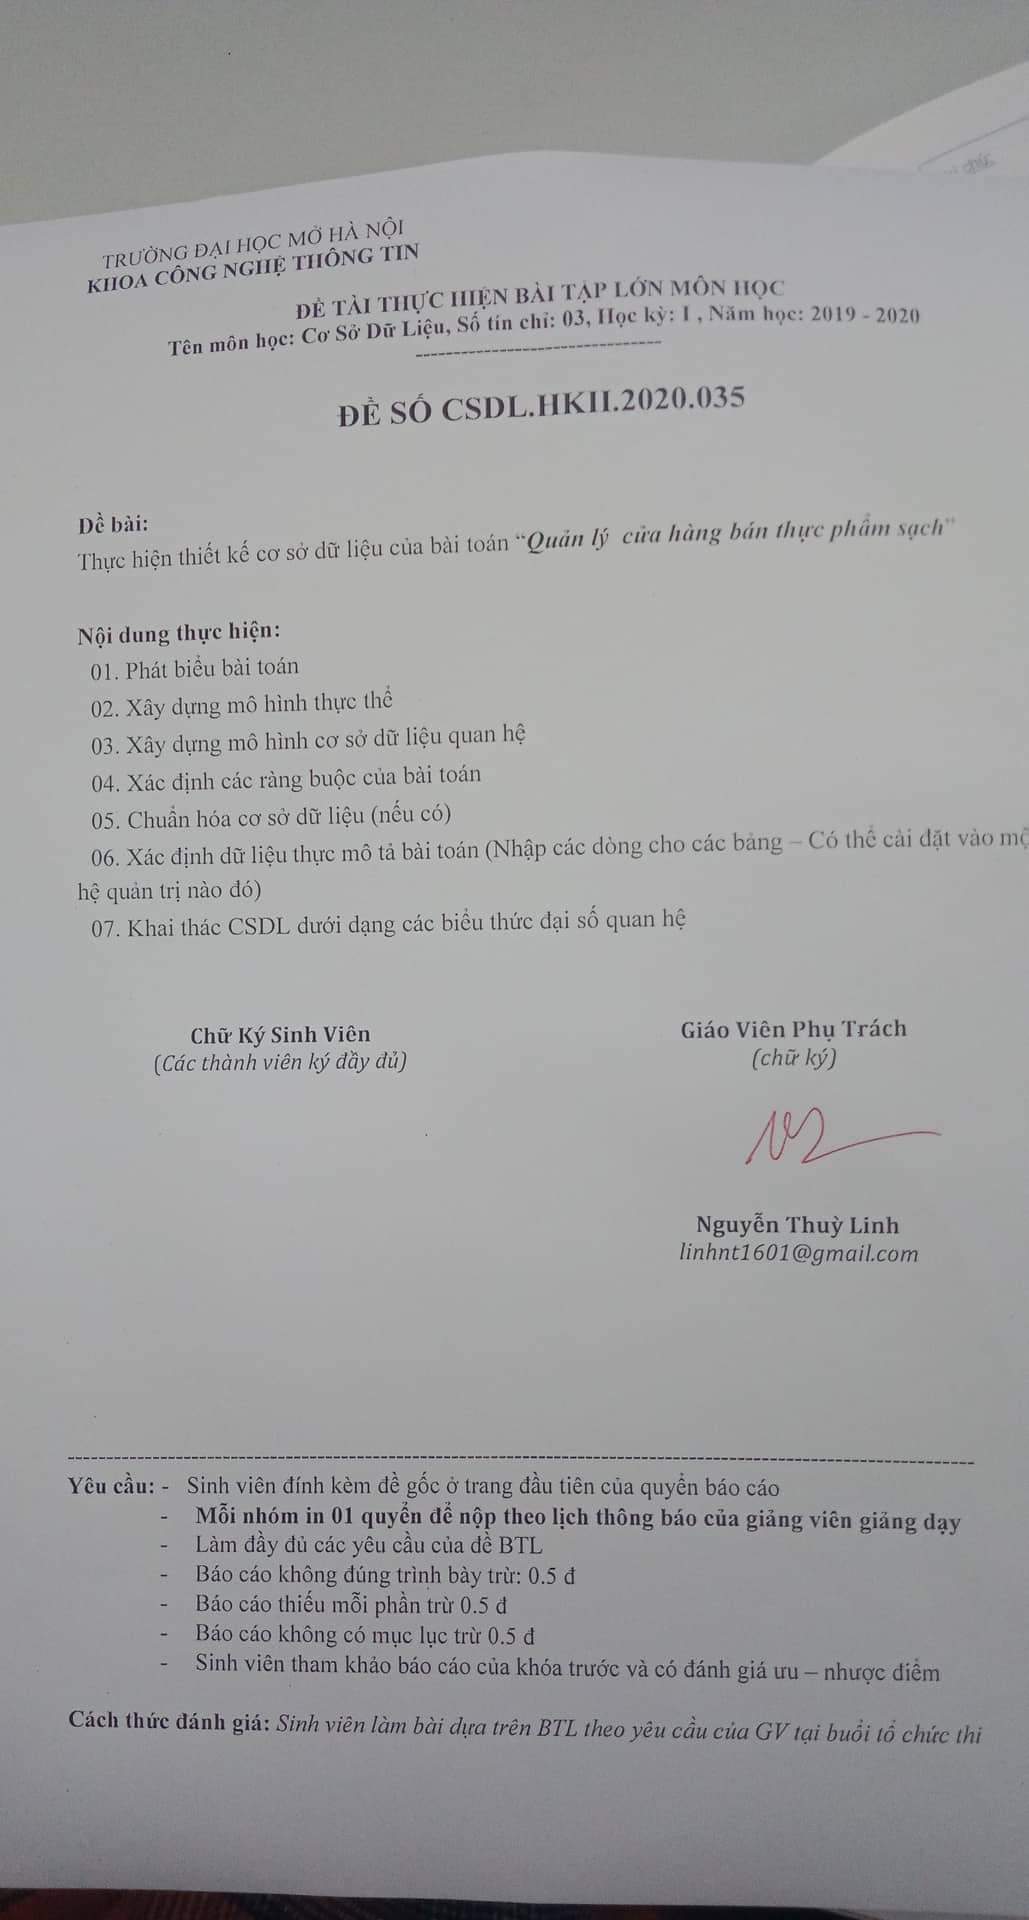 TRƯỜNG ĐẠI HỌC MỞ HÀ NỘI
KHOA CÔNG NGHỆ THÔNG TIN
ĐỀ TÀI THỰC HIỆN BÀI TẬP LỚN MÔN HỌC
Tên môn học: Cơ Sở Dữ Liệu, Số tín chỉ: 03, Học kỳ: I , Năm học: 2019 - 2020
ĐỀ SỐ CSDL.HKII.2020.035
Đề bài:
Thực hiện thiết kế cơ sở dữ liệu của bài toán “Quản lý cửa hàng bán thực phẩm sạch”
Nội dung thực hiện:
01. Phát biểu bài toán
02. Xây dựng mô hình thực thể
03. Xây dựng mô hình cơ sở dữ liệu quan hệ
04. Xác định các ràng buộc của bài toán
05. Chuẩn hóa cơ sở dữ liệu (nếu có)
06. Xác định dữ liệu thực mô tả bài toán (Nhập các dòng cho các bảng – Có thể cài đặt vào
hệ quản trị nào đó)
07. Khai thác CSDL dưới dạng các biểu thức đại số quan hệ
Chữ Ký Sinh Viên
(Các thành viên ký đầy đủ)
Giáo Viên Phụ Trách
(chữ ký)
Nguyễn Thuỳ Linh
linhnt1601@gmail.com
Yêu cầu: - Sinh viên đính kèm đề gốc ở trang đầu tiên của quyển báo cáo
- Mỗi nhóm in 01 quyển để nộp theo lịch thông báo của giảng viên giảng dạy
- Làm đầy đủ các yêu cầu của đề BTL
- Báo cáo không đúng trình bày trừ: 0.5 đ
- Báo cáo thiếu mỗi phần trừ 0.5 đ
- Báo cáo không có mục lục trừ 0.5 đ
- Sinh viên tham khảo báo cáo của khóa trước và có đánh giá ưu – nhược điểm
Cách thức đánh giá: Sinh viên làm bài dựa trên BTL theo yêu cầu của GV tại buổi tổ chức thi